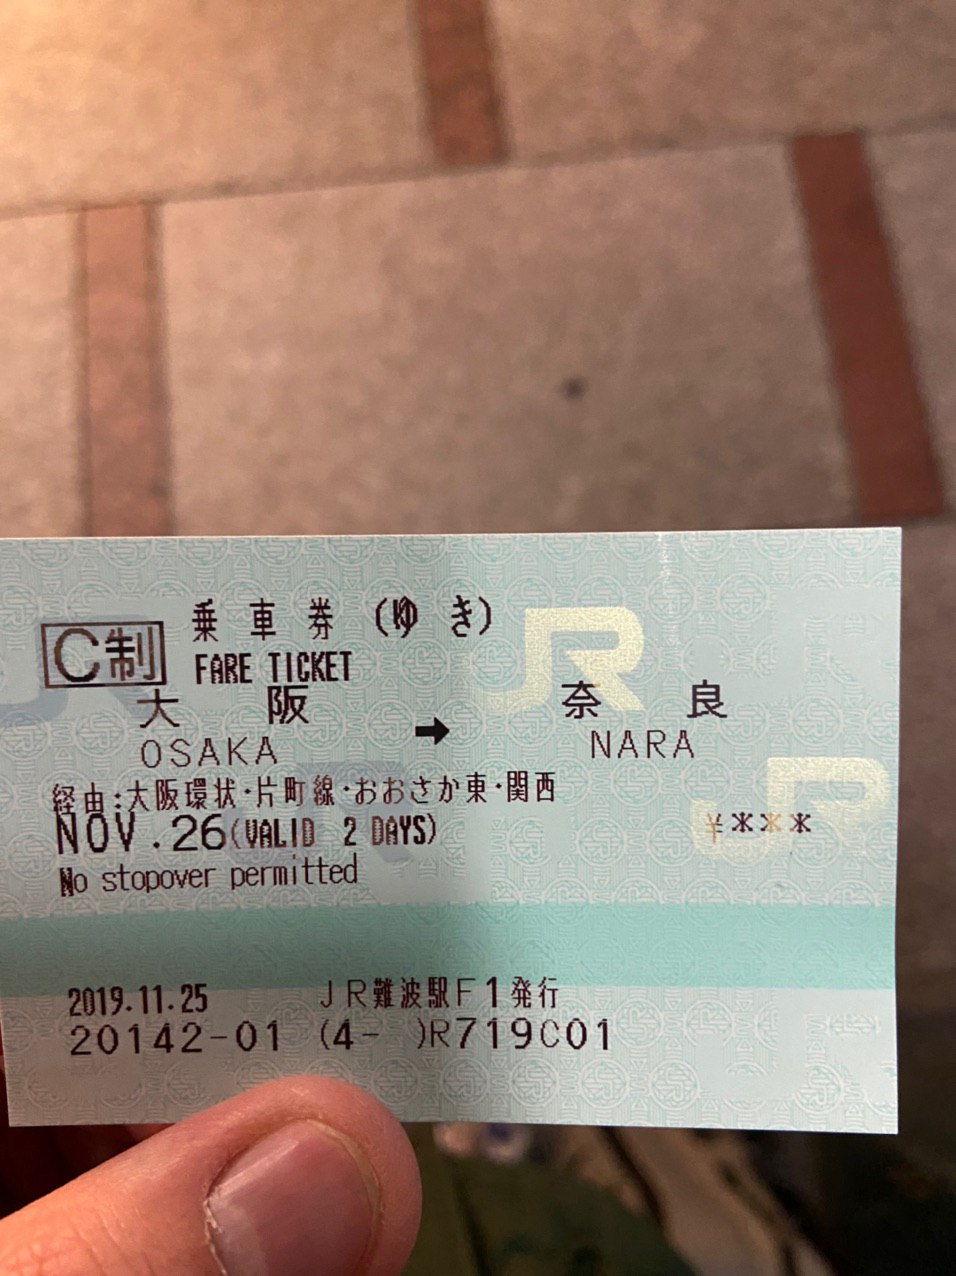 C制 乗車券 (ゆき)
FARE TICKET
大阪 → 奈良
OSAKA NARA
経由:大阪環状・片町線・おおさか東・関西
NOV.26(VALID 2 DAYS) ¥***
No stopover permitted
2019.11.25 JR難波駅F1発行
20142-01 (4- )R719C01
JR
JR